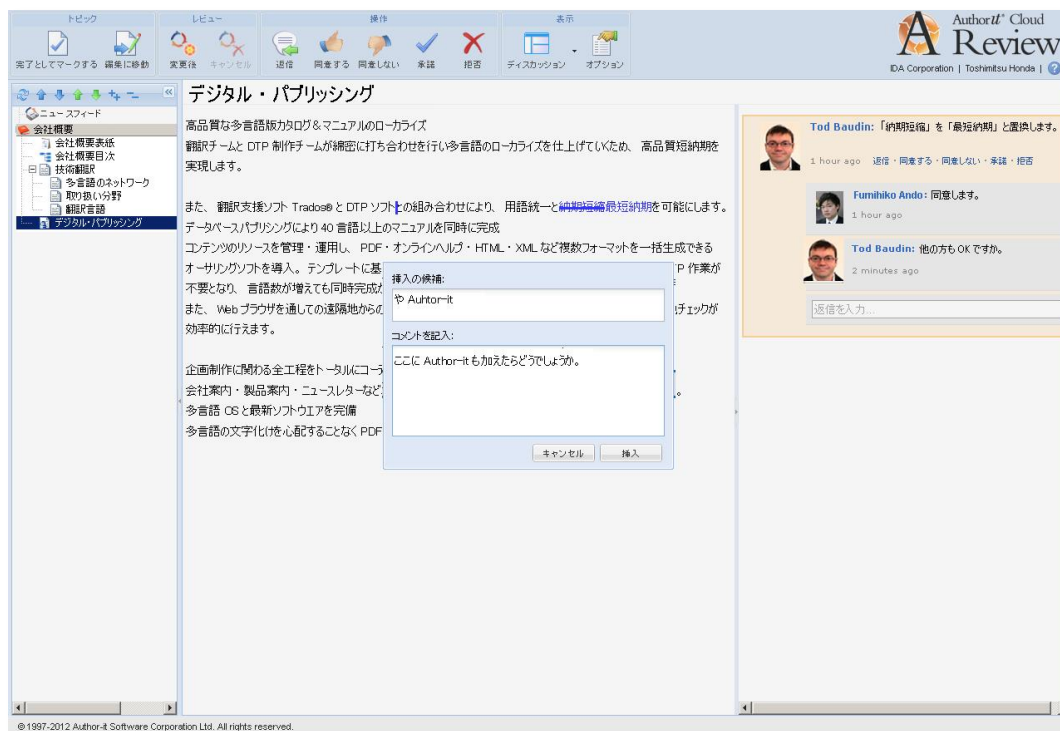 トピック
レビュー
操作
表示
完了としてマークする
編集に移動
変更後
キャンセル
返信
同意する
同意しない
承諾
拒否
ディスカッション
オプション
Authorit Cloud
Review
IDA Corporation | Toshimitsu Honda |
ニュースフィード
会社概要
会社概要表紙
会社概要目次
技術翻訳
多言語のネットワーク
取り扱い分野
翻訳言語
デジタル・パブリッシング
デジタル・パブリッシング
高品質な多言語版カタログ&マニュアルのローカライズ
翻訳チームと DTP 制作チームが綿密に打ち合わせを行い多言語のローカライズを仕上げていくため、 高品質短納期を
実現します。
また、 翻訳支援ソフト Trados® と DTP ソフトとの組み合わせにより、 用語統一と納期短縮最短納期を可能にします。
データベースパブリシングにより 40 言語以上のマニュアルを同時に完成
コンテンツのリソースを管理・運用し、 PDF・オンラインヘルプ・HTML・XML など複数フォーマットを一括生成できる
オーサリングソフトを導入。テンプレートに基
P 作業が
不要となり、 言語数が増えても同時完成が
また、 Web ブラウザを通しての遠隔地からの
チェックが
効率的に行えます。
企画制作に関わる全工程をトータルにコーデ
会社案内・製品案内・ニュースレターなど
多言語 OS と最新ソフトウエアを完備
多言語の文字化けを心配することなく PDF
挿入の候補:
や Auhtor-it
コメントを記入:
ここに Author-it も加えたらどうでしょうか。
キャンセル
挿入
Tod Baudin: 「納期短縮」を「最短納期」と置換します。
1 hour ago 返信・同意する・同意しない・承諾・拒否
Fumihiko Ando: 同意します。
1 hour ago
Tod Baudin: 他の方も OK ですか。
2 minutes ago
返信を入力...
© 1997-2012 Author-it Software Corporation Ltd. All rights reserved.